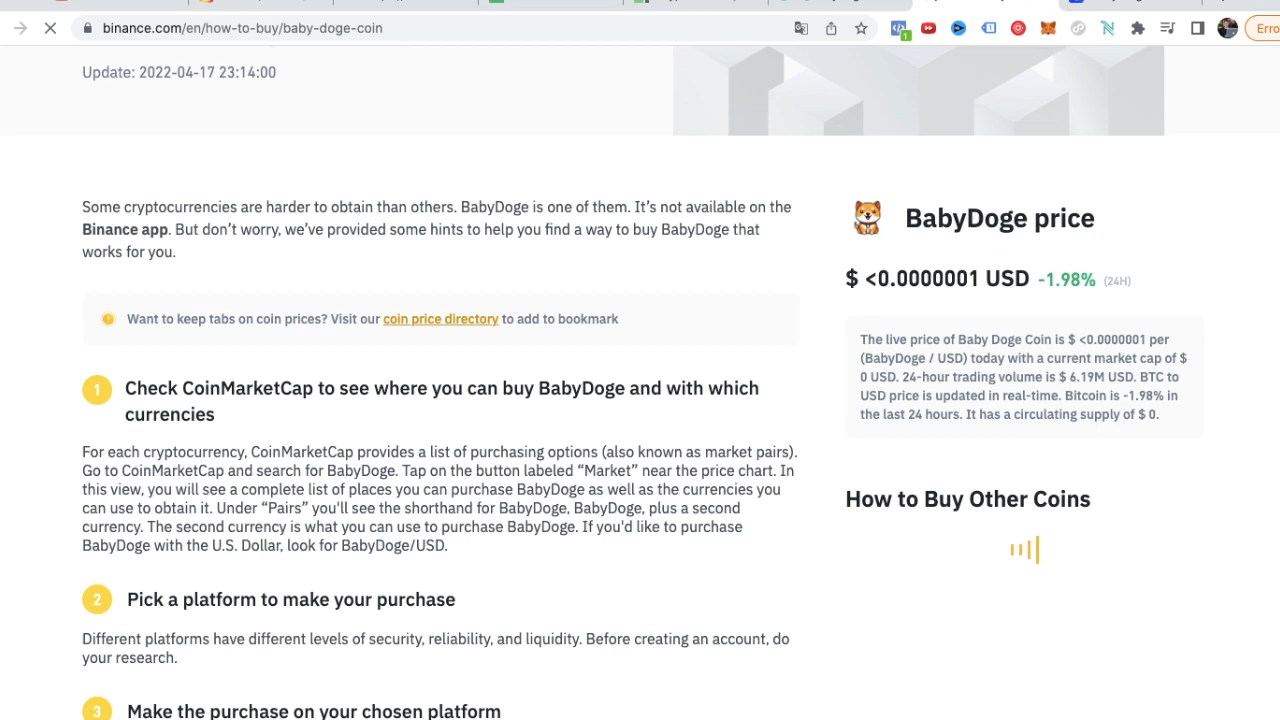 binance.com/en/how-to-buy/baby-doge-coin
1
Erro
Update: 2022-04-17 23:14:00
Some cryptocurrencies are harder to obtain than others. BabyDoge is one of them. It’s not available on the
Binance app. But don’t worry, we’ve provided some hints to help you find a way to buy BabyDoge that
works for you.
Want to keep tabs on coin prices? Visit our coin price directory to add to bookmark
1 Check CoinMarketCap to see where you can buy BabyDoge and with which
currencies
For each cryptocurrency, CoinMarketCap provides a list of purchasing options (also known as market pairs).
Go to CoinMarketCap and search for BabyDoge. Tap on the button labeled “Market” near the price chart. In
this view, you will see a complete list of places you can purchase BabyDoge as well as the currencies you
can use to obtain it. Under “Pairs” you'll see the shorthand for BabyDoge, BabyDoge, plus a second
currency. The second currency is what you can use to purchase BabyDoge. If you'd like to purchase
BabyDoge with the U.S. Dollar, look for BabyDoge/USD.
2 Pick a platform to make your purchase
Different platforms have different levels of security, reliability, and liquidity. Before creating an account, do
your research.
3 Make the purchase on your chosen platform
BabyDoge price
$ <0.0000001 USD -1.98% (24H)
The live price of Baby Doge Coin is $ <0.0000001 per
(BabyDoge / USD) today with a current market cap of $
0 USD. 24-hour trading volume is $ 6.19M USD. BTC to
USD price is updated in real-time. Bitcoin is -1.98% in
the last 24 hours. It has a circulating supply of $ 0.
How to Buy Other Coins